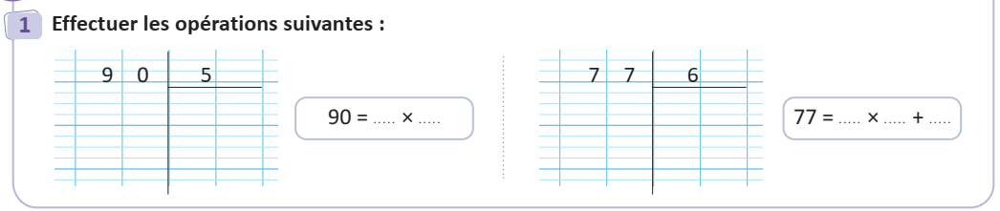 1 Effectuer les opérations suivantes :
9 0 5
90 = ..... × .....
7 7 6
77 = ..... × ..... + .....